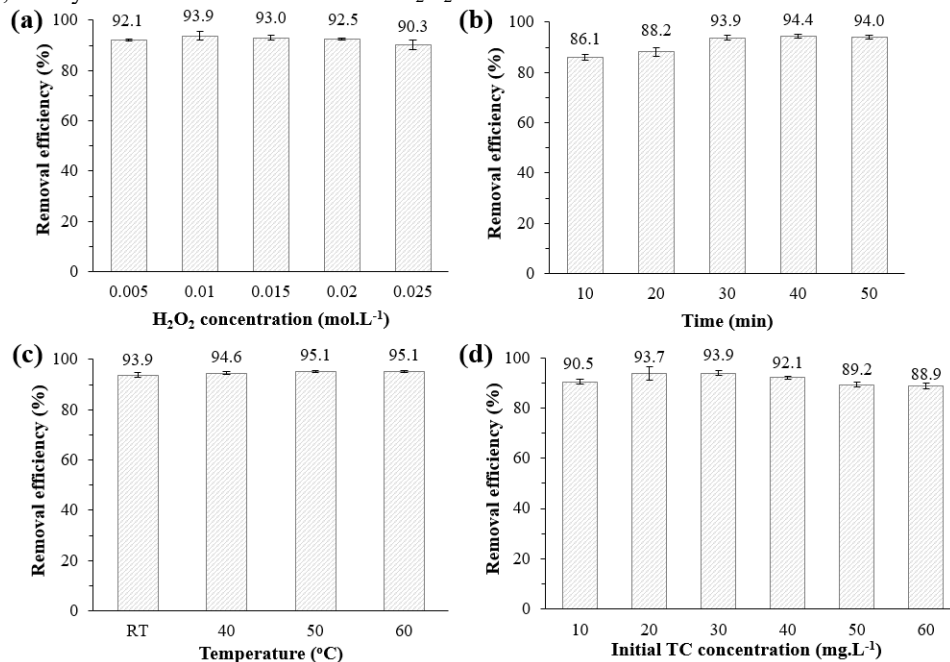 (a)
92.1 93.9 93.0 92.5 90.3
100
80
60
40
20
0
Removal efficiency (%)
0.005 0.01 0.015 0.02 0.025
H₂O₂ concentration (mol.L⁻¹)
(b)
86.1 88.2 93.9 94.4 94.0
100
80
60
40
20
0
Removal efficiency (%)
10 20 30 40 50
Time (min)
(c)
93.9 94.6 95.1 95.1
100
80
60
40
20
0
Removal efficiency (%)
RT 40 50 60
Temperature (ᵒC)
(d)
90.5 93.7 93.9 92.1 89.2 88.9
100
80
60
40
20
0
Removal efficiency (%)
10 20 30 40 50 60
Initial TC concentration (mg.L⁻¹)